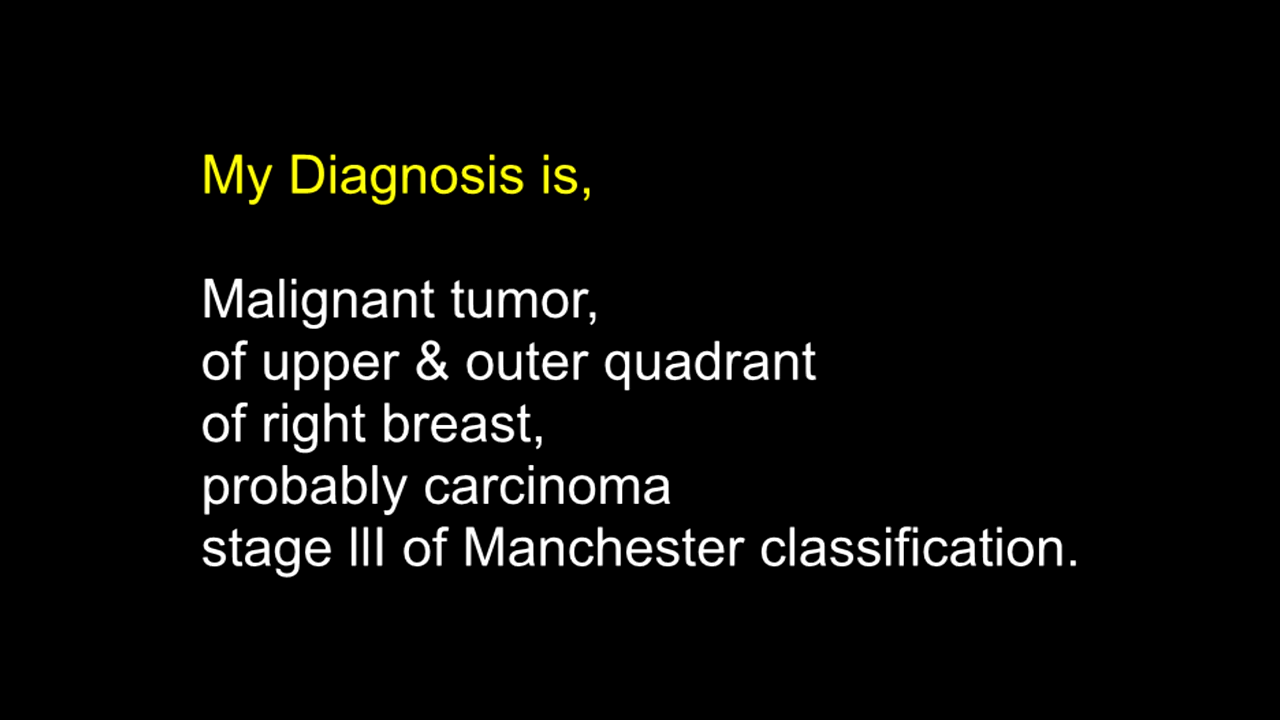 My Diagnosis is,
Malignant tumor,
of upper & outer quadrant
of right breast,
probably carcinoma
stage III of Manchester classification.